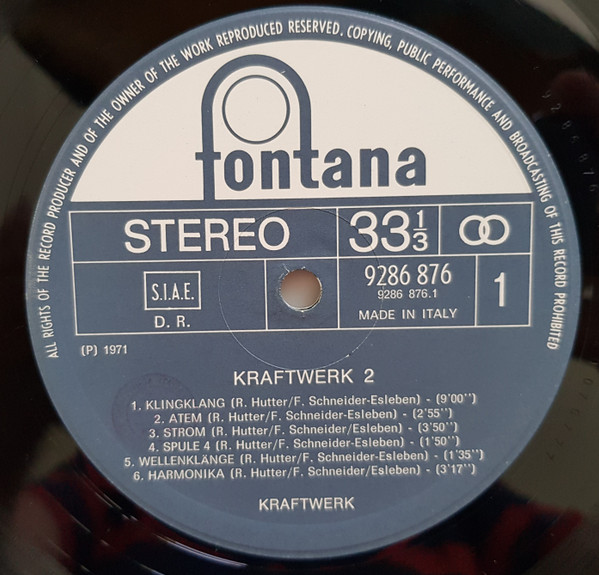 ALL RIGHTS OF THE RECORD PRODUCER AND OF THE OWNER OF THE WORK REPRODUCED RESERVED. COPYING, PUBLIC PERFORMANCE AND BROADCASTING OF THIS RECORD PROHIBITED
fontana
STEREO 33 1/3
9286 876
S.I.A.E. 9286 876.1 1
D. R. MADE IN ITALY
(P) 1971
KRAFTWERK 2
1. KLINGKLANG (R. Hutter/F. Schneider-Esleben) - (9'00'')
2. ATEM (R. Hutter/F. Schneider-Esleben) - (2'55'')
3. STROM (R. Hutter/F. Schneider/Esleben) - (3'50'')
4. SPULE 4 (R. Hutter/F. Schneider-Esleben) - (1'50'')
5. WELLENKLÄNGE (R. Hutter/F. Schneider-Esleben) - (1'35'')
6. HARMONIKA (R. Hutter/F. Schneider/Esleben) - (3'17'')
KRAFTWERK